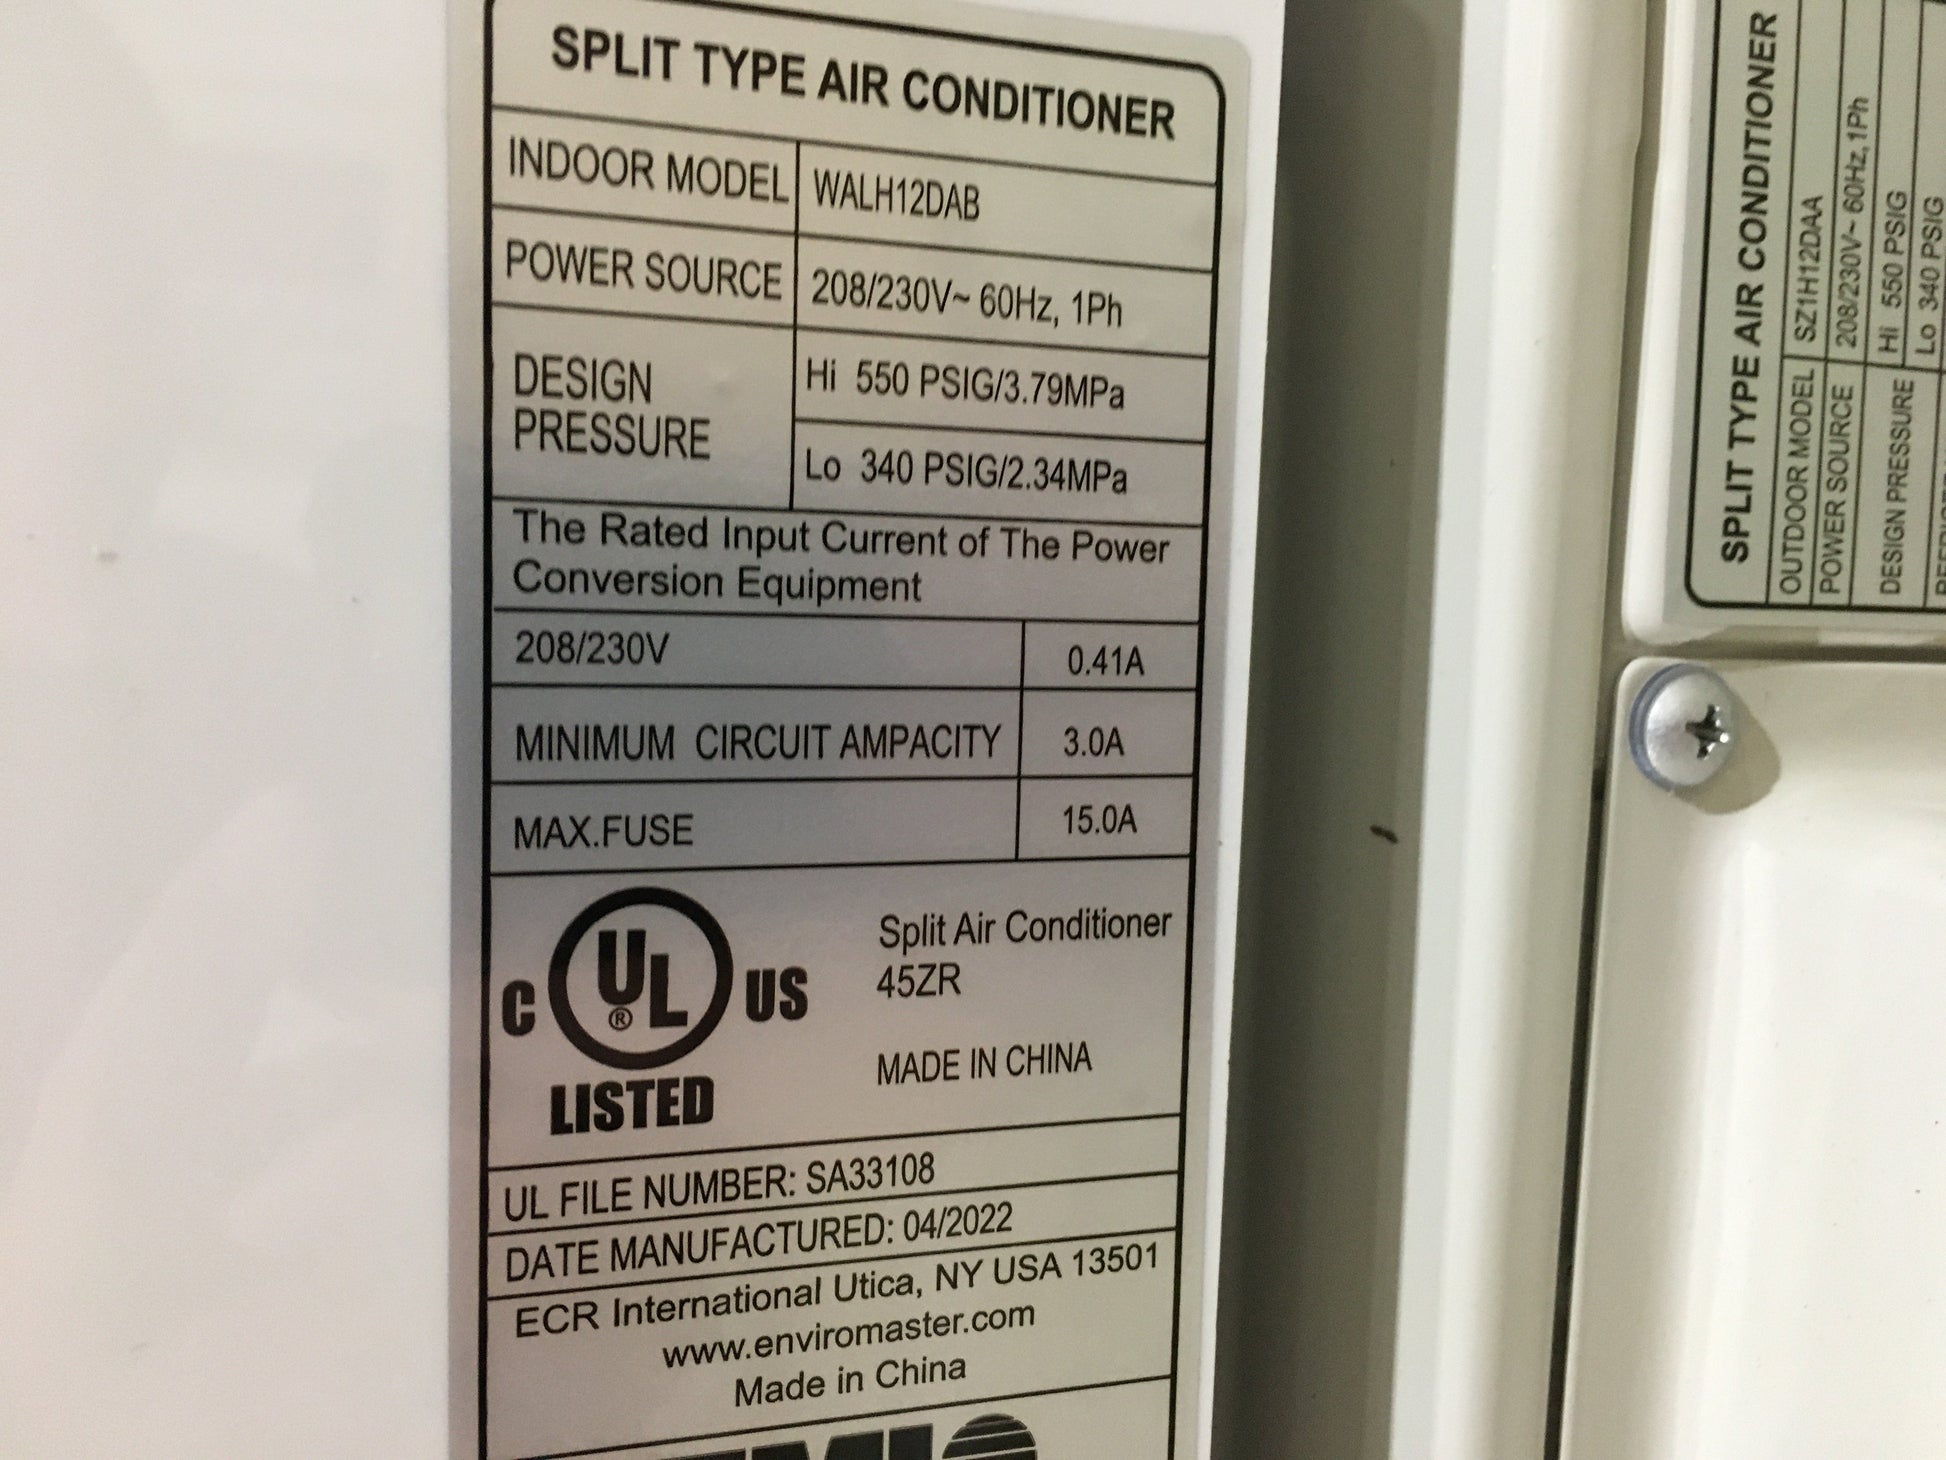 SPLIT TYPE AIR CONDITIONER
INDOOR MODEL WALH12DAB
POWER SOURCE 208/230V~ 60Hz, 1Ph
DESIGN
PRESSURE
Hi 550 PSIG/3.79MPa
Lo 340 PSIG/2.34MPa
The Rated Input Current of The Power
Conversion Equipment
208/230V 0.41A
MINIMUM CIRCUIT AMPACITY 3.0A
MAX.FUSE 15.0A
C UL ® US
LISTED
Split Air Conditioner
45ZR
MADE IN CHINA
UL FILE NUMBER: SA33108
DATE MANUFACTURED: 04/2022
ECR International Utica, NY USA 13501
www.enviromaster.com
Made in China
SPLIT TYPE AIR CONDITIONER
OUTDOOR MODEL SZ1H12DAA
POWER SOURCE 208/230V~ 60Hz,1Ph
DESIGN PRESSURE
Hi 550 PSIG
Lo 340 PSIG